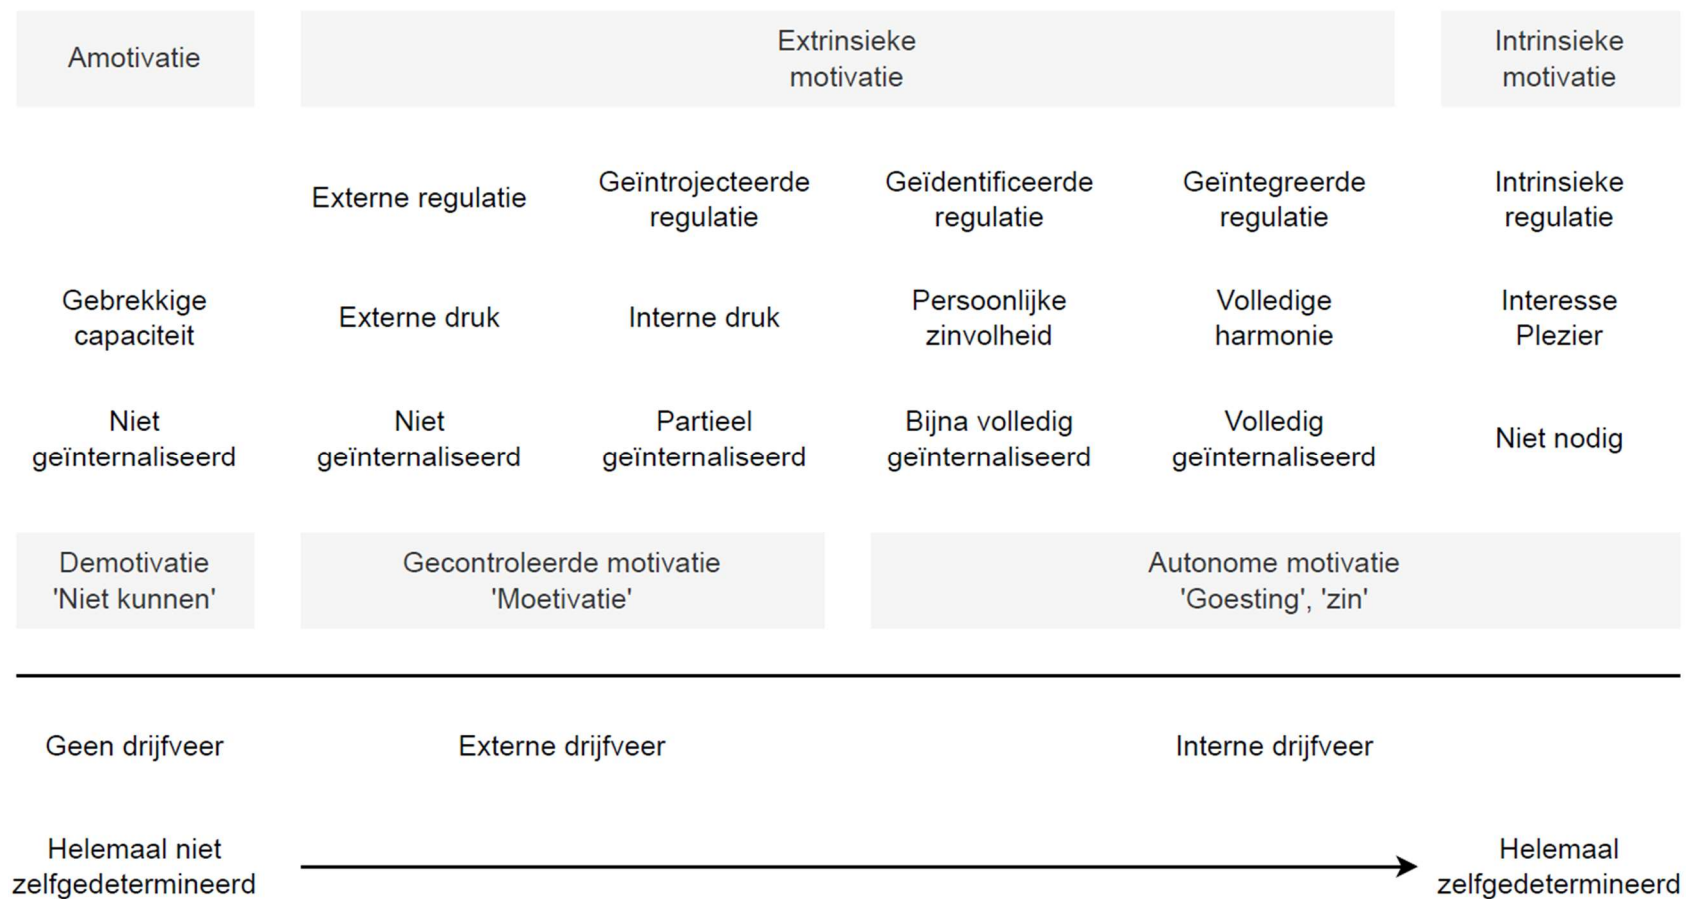 Amotivatie
Extrinsieke
motivatie
Intrinsieke
motivatie
Externe regulatie
Geïntrojecteerde
regulatie
Geïdentificeerde
regulatie
Geïntegreerde
regulatie
Intrinsieke
regulatie
Gebrekkige
capaciteit
Externe druk
Interne druk
Persoonlijke
zinvolheid
Volledige
harmonie
Interesse
Plezier
Niet
geïnternaliseerd
Niet
geïnternaliseerd
Partieel
geïnternaliseerd
Bijna volledig
geïnternaliseerd
Volledig
geïnternaliseerd
Niet nodig
Demotivatie
'Niet kunnen'
Gecontroleerde motivatie
'Moetivatie'
Autonome motivatie
'Goesting', 'zin'
Geen drijfveer
Externe drijfveer
Interne drijfveer
Helemaal niet
zelfgedetermineerd
Helemaal
zelfgedetermineerd